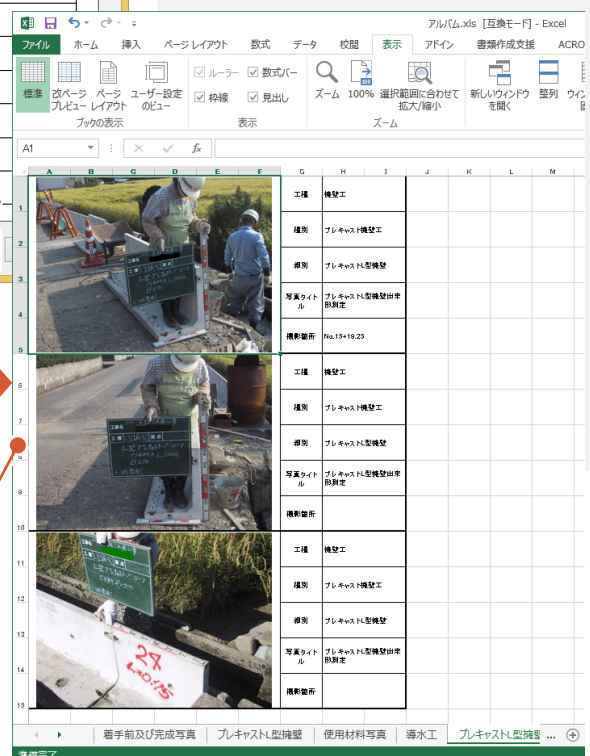 アルバム.xls [互換モード] - Excel
ファイル ホーム 挿入 ページ レイアウト 数式 データ 校閲 表示 アドイン 書類作成支援 ACRO
標準 改ページ プレビュー ページ レイアウト ユーザー設定 のビュー
ルーラー 数式バー
枠線 見出し
ズーム 100% 選択範囲に合わせて 拡大/縮小
新しいウィンドウ を開く 整列
ブックの表示 表示 ズーム
A1 fx
A B C D E F G H I J K L M
1 工種 擁壁工
2 種別 プレキャスト擁壁工
3 細別 プレキャストL型擁壁
4 写真タイトル プレキャストL型擁壁出来形測定
5 撮影箇所 No.15+19.25
6 工種 擁壁工
7 種別 プレキャスト擁壁工
細別 プレキャストL型擁壁
9 写真タイトル プレキャストL型擁壁出来形測定
10 撮影箇所
11 工種 擁壁工
12 種別 プレキャスト擁壁工
13 細別 プレキャストL型擁壁
14 写真タイトル プレキャストL型擁壁出来形測定
15 撮影箇所
着手前及び完成写真 プレキャストL型擁壁 使用材料写真 導水工 プレキャストL型擁壁 ...
準備完了